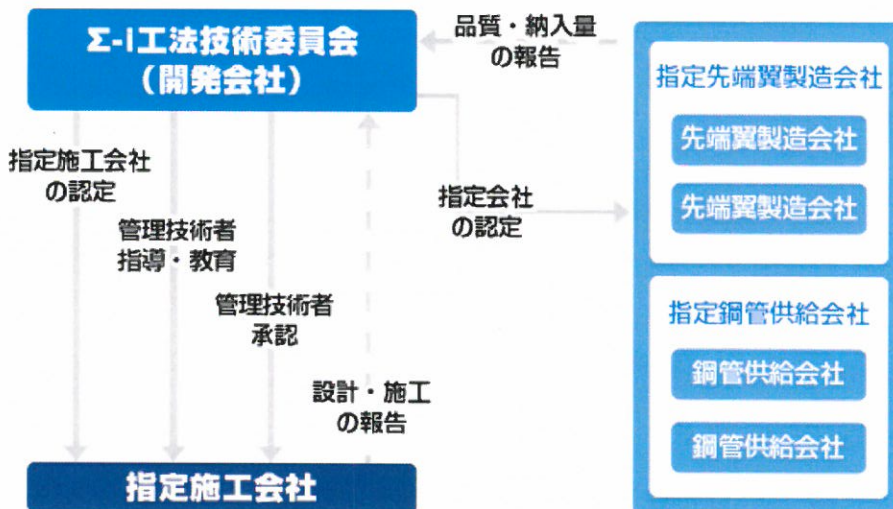 Σ-i工法技術委員会
(開発会社)
品質・納入量
の報告
指定先端翼製造会社
先端翼製造会社
先端翼製造会社
指定施工会社
の認定
指定会社
の認定
管理技術者
指導・教育
管理技術者
承認
指定鋼管供給会社
鋼管供給会社
鋼管供給会社
設計・施工
の報告
指定施工会社